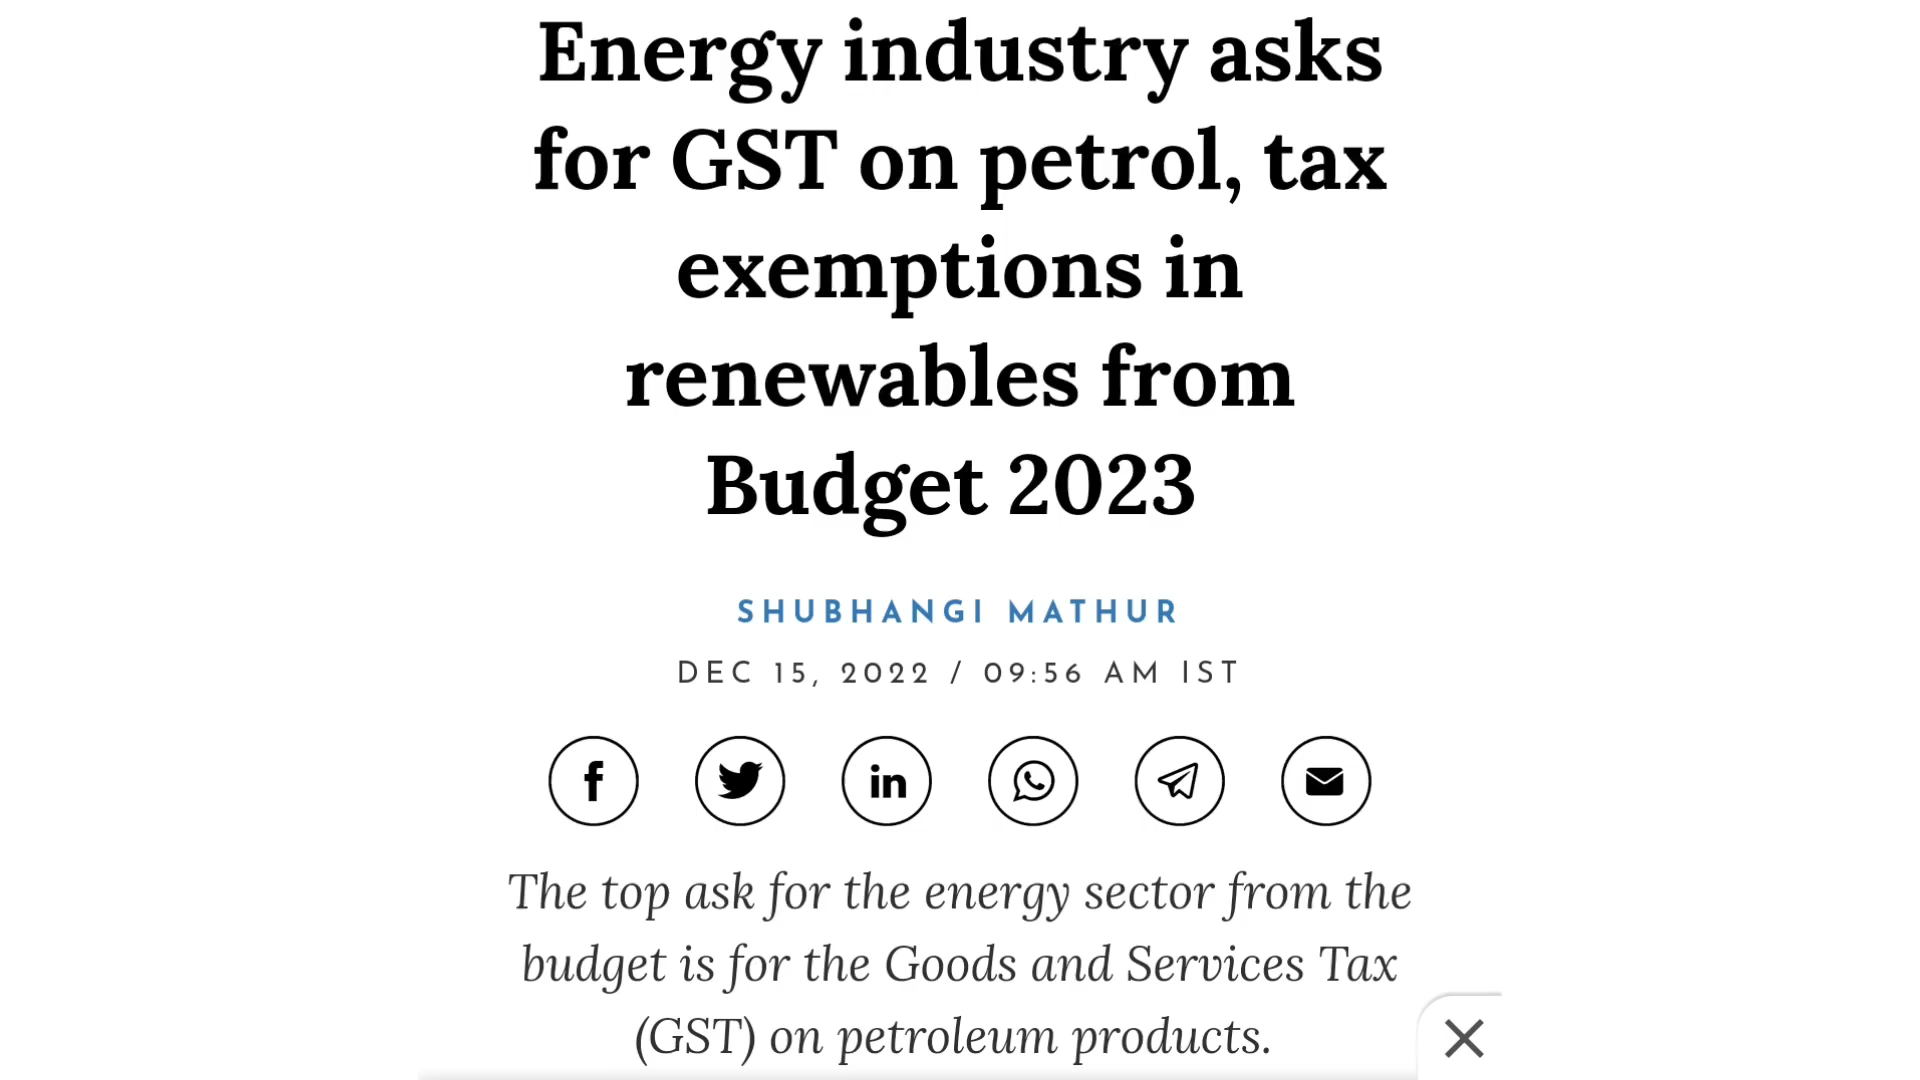 Energy industry asks
for GST on petrol, tax
exemptions in
renewables from
Budget 2023
SHUBHANGI MATHUR
DEC 15, 2022 / 09:56 AM IST
The top ask for the energy sector from the
budget is for the Goods and Services Tax
(GST) on petroleum products.